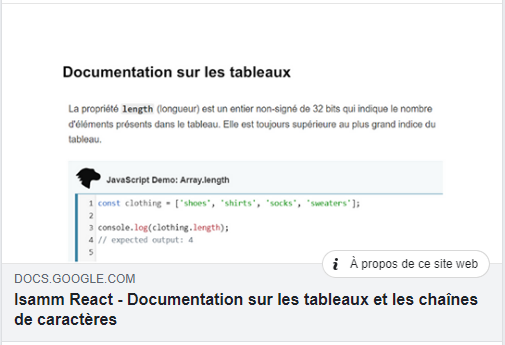 Documentation sur les tableaux
La propriété length (longueur) est un entier non-signé de 32 bits qui indique le nombre
d'éléments présents dans le tableau. Elle est toujours supérieure au plus grand indice du
tableau.
JavaScript Demo: Array.length
1 const clothing = ['shoes', 'shirts', 'socks', 'sweaters'];
2
3 console.log(clothing.length);
4 // expected output: 4
5
i À propos de ce site web
DOCS.GOOGLE.COM
Isamm React - Documentation sur les tableaux et les chaînes
de caractères